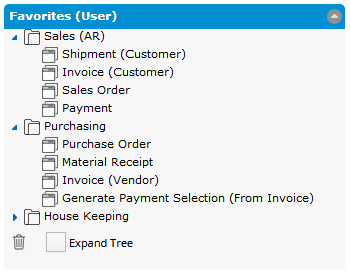 Favorites (User)
Sales (AR)
Shipment (Customer)
Invoice (Customer)
Sales Order
Payment
Purchasing
Purchase Order
Material Receipt
Invoice (Vendor)
Generate Payment Selection (From Invoice)
House Keeping
Expand Tree